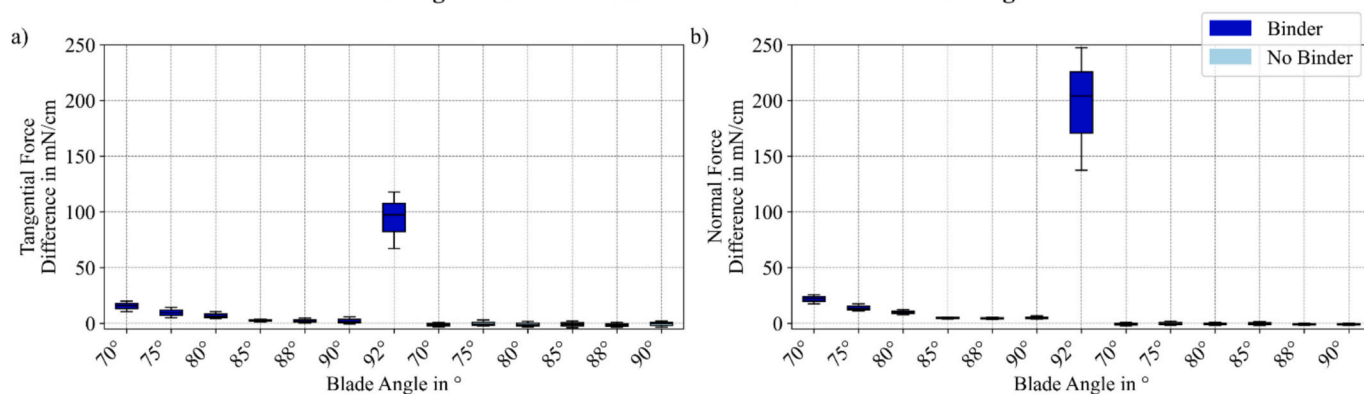 a)
250
200
150
100
50
0
Tangential Force
Difference in mN/cm
70° 75° 80° 85° 88° 90° 92° 70° 75° 80° 85° 88° 90°
Blade Angle in °
b)
Binder
No Binder
250
200
150
100
50
0
Normal Force
Difference in mN/cm
70° 75° 80° 85° 88° 90° 92° 70° 75° 80° 85° 88° 90°
Blade Angle in °